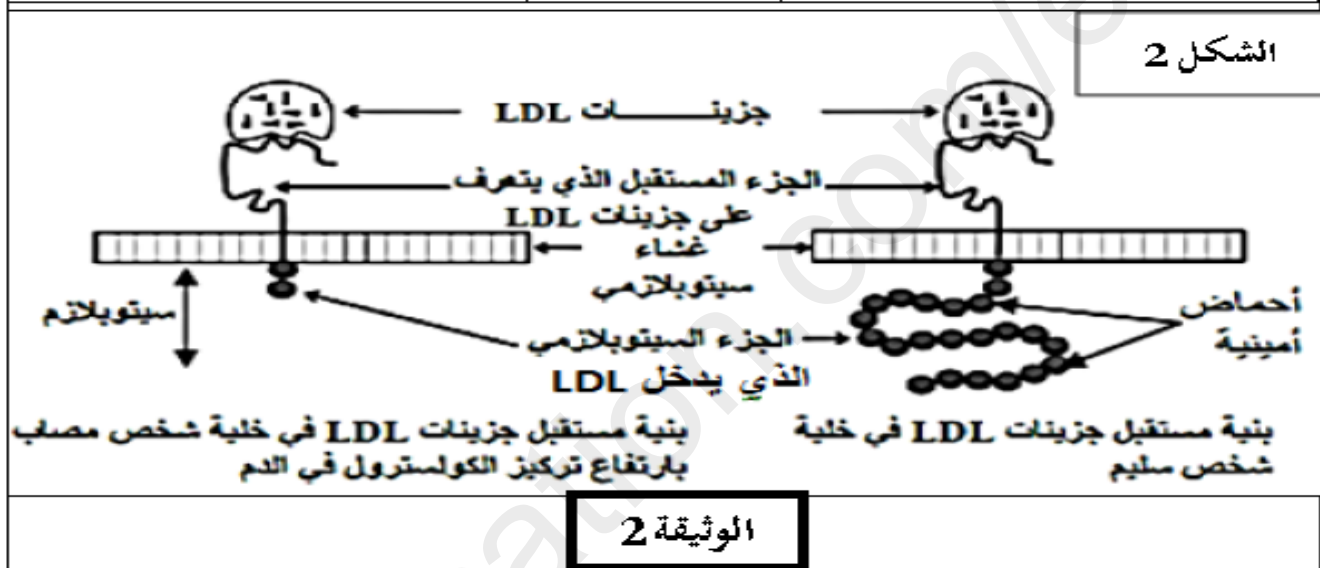 الشكل 2
جزيئـــــات LDL
الجزء المستقبل الذي يتعرف
على جزيئات LDL
غشاء
سيتوبلازمي
سيتوبلازم
أحماض
أمينية
الجزء السيتوبلازمي
الذي يدخل LDL
بنية مستقبل جزيئات LDL في خلية
شخص سليم
بنية مستقبل جزيئات LDL في خلية شخص مصاب
بارتفاع تركيز الكولسترول في الدم
الوثيقة 2